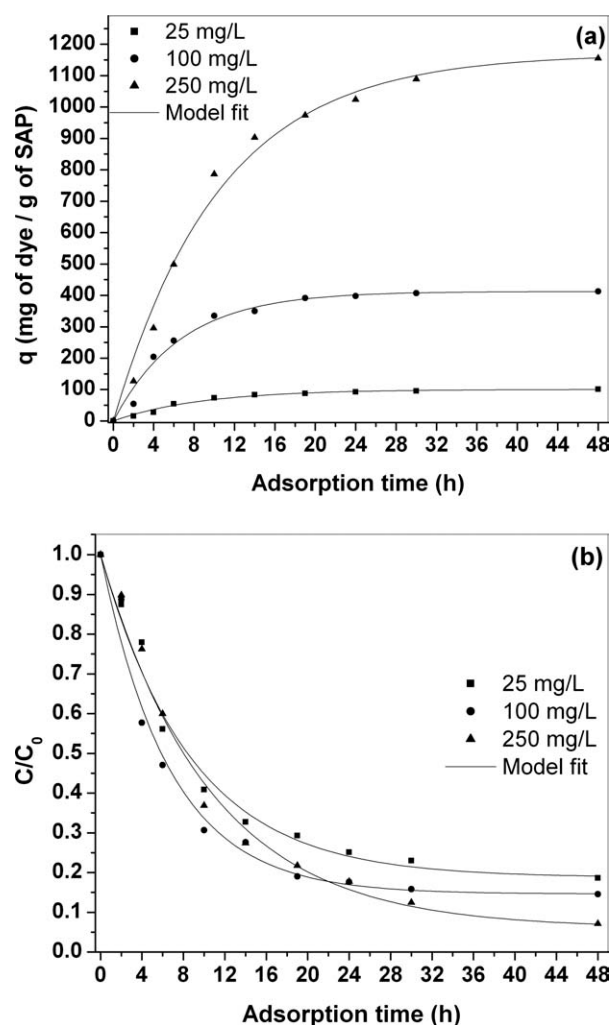 (a)
25 mg/L
100 mg/L
250 mg/L
Model fit
1200
1100
1000
900
800
700
600
500
400
300
200
100
0
q (mg of dye / g of SAP)
0 4 8 12 16 20 24 28 32 36 40 44 48
Adsorption time (h)
(b)
1.0
0.9
0.8
0.7
0.6
0.5
0.4
0.3
0.2
0.1
0.0
C/C₀
25 mg/L
100 mg/L
250 mg/L
Model fit
0 4 8 12 16 20 24 28 32 36 40 44 48
Adsorption time (h)